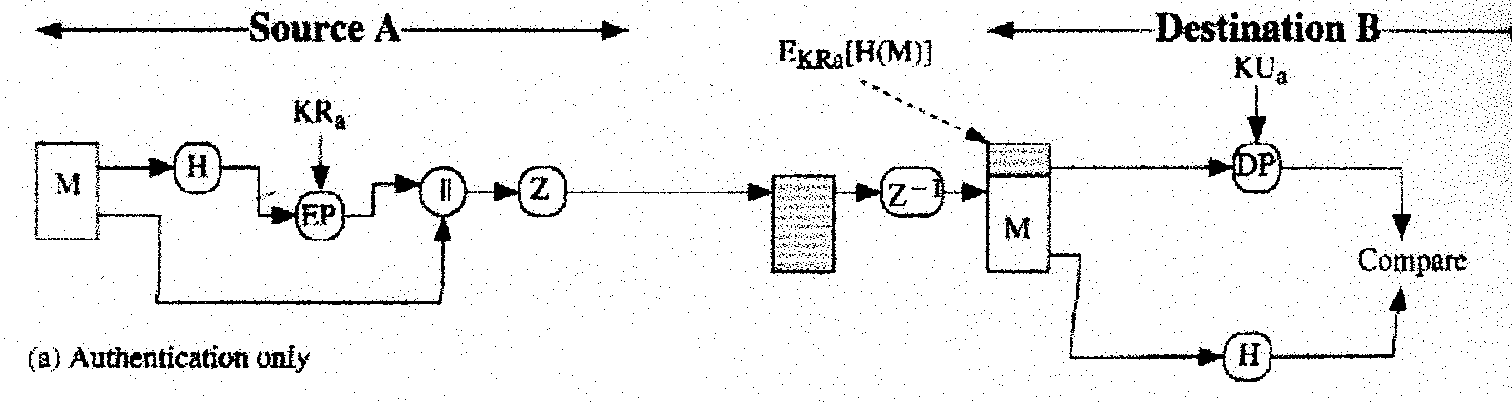 Source A
Destination B
E_KRa[H(M)]
KU_a
KR_a
M
H
EP
||
Z
Z⁻¹
M
DP
Compare
H
(a) Authentication only